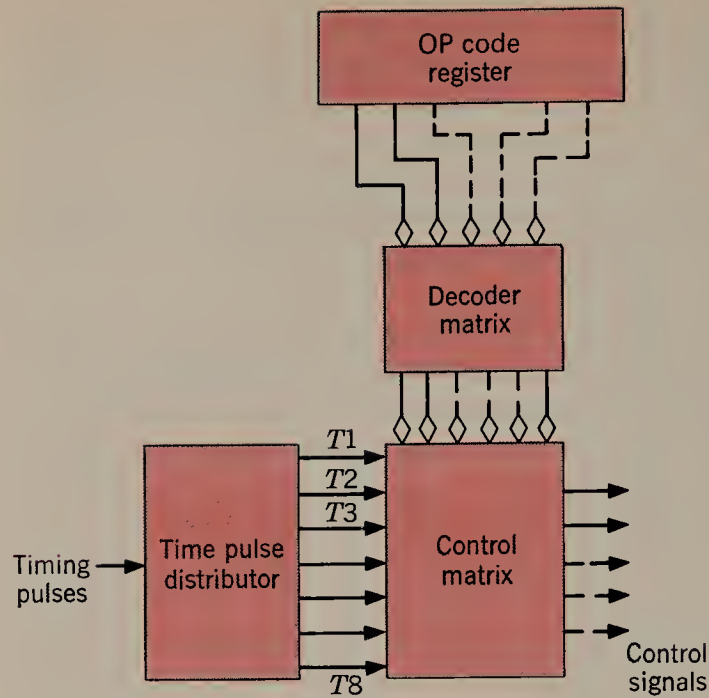 OP code
register
Decoder
matrix
T1
T2
T3
Timing
pulses
Time pulse
distributor
Control
matrix
T8
Control
signals